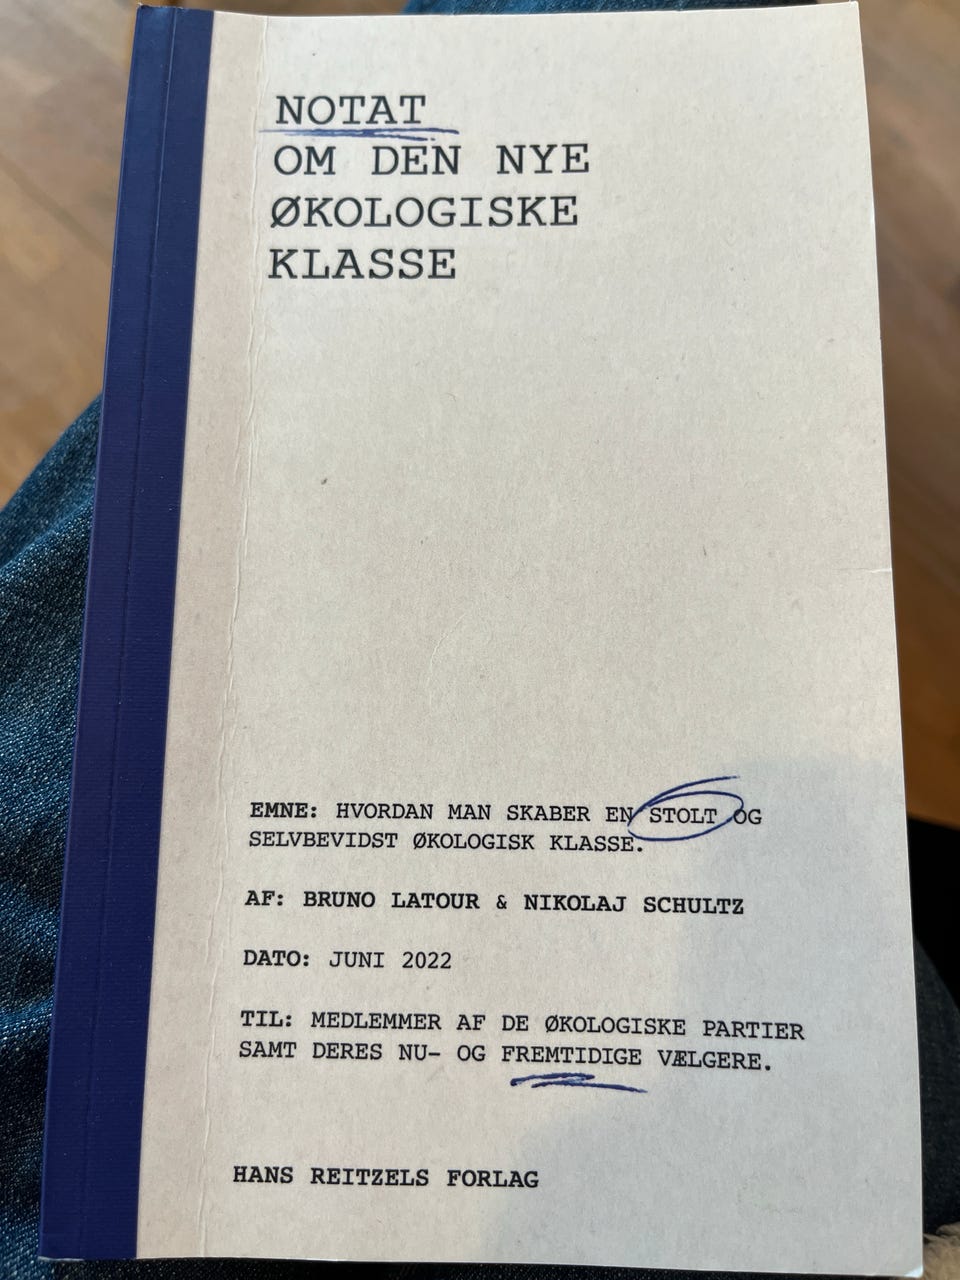 NOTAT
OM DEN NYE
ØKOLOGISKE
KLASSE
EMNE: HVORDAN MAN SKABER EN STOLT OG
SELVBEVIDST ØKOLOGISK KLASSE.
AF: BRUNO LATOUR & NIKOLAJ SCHULTZ
DATO: JUNI 2022
TIL: MEDLEMMER AF DE ØKOLOGISKE PARTIER
SAMT DERES NU- OG FREMTIDIGE VÆLGERE.
HANS REITZELS FORLAG